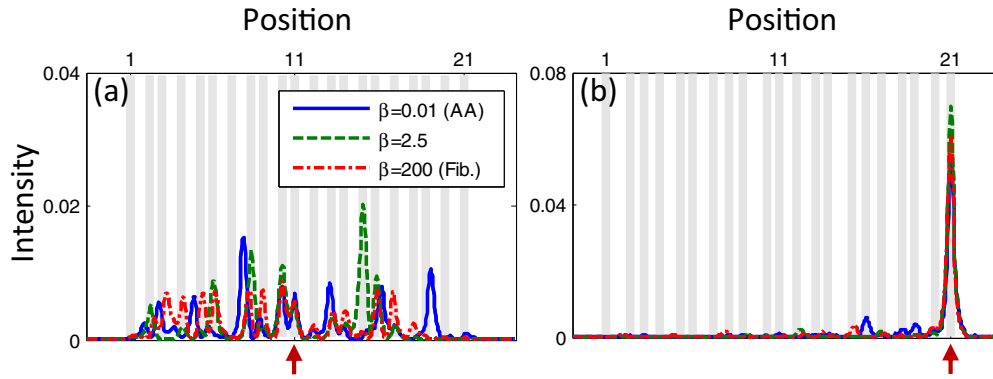 Position
Position
1 11 21
1 11 21
0.04
0.02
0
Intensity
(a)
β=0.01 (AA)
β=2.5
β=200 (Fib.)
0.08
0.04
0
(b)